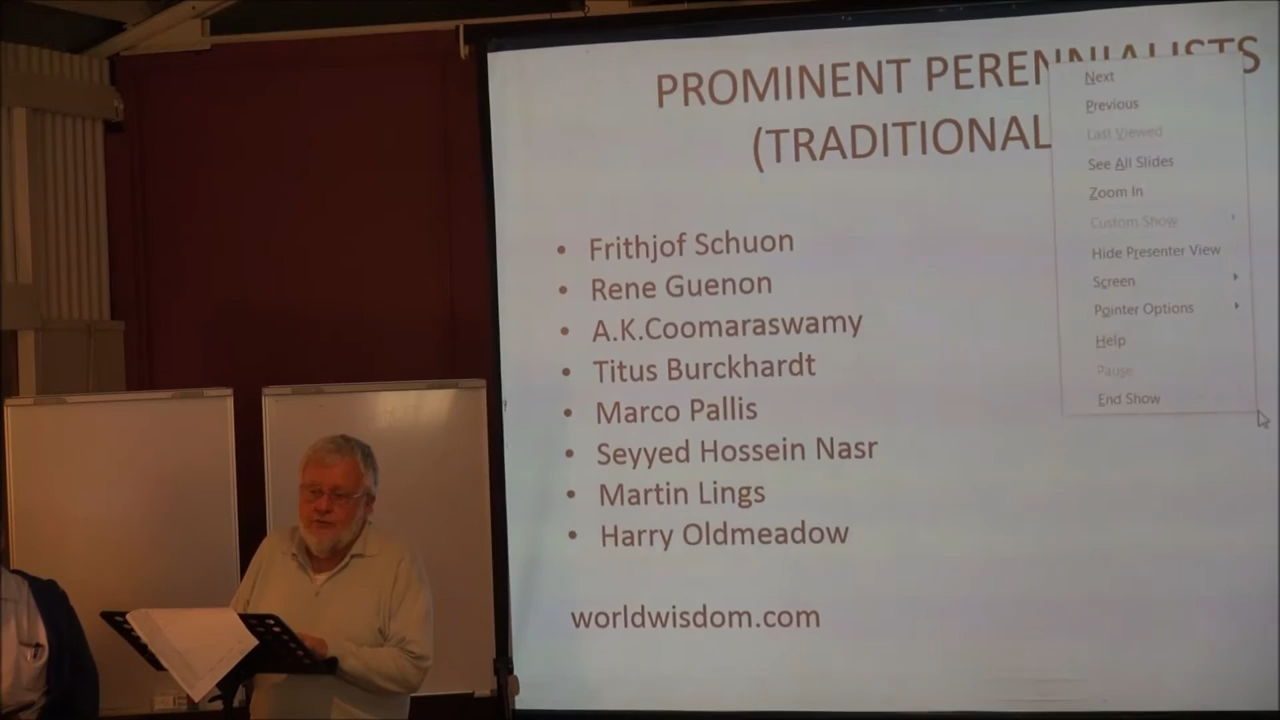 PROMINENT PERENNIALISTS
(TRADITIONAL
• Frithjof Schuon
• Rene Guenon
• A.K.Coomaraswamy
• Titus Burckhardt
• Marco Pallis
• Seyyed Hossein Nasr
• Martin Lings
• Harry Oldmeadow
worldwisdom.com
Next
Previous
Last Viewed
See All Slides
Zoom In
Custom Show
Hide Presenter View
Screen
Pointer Options
Help
Pause
End Show